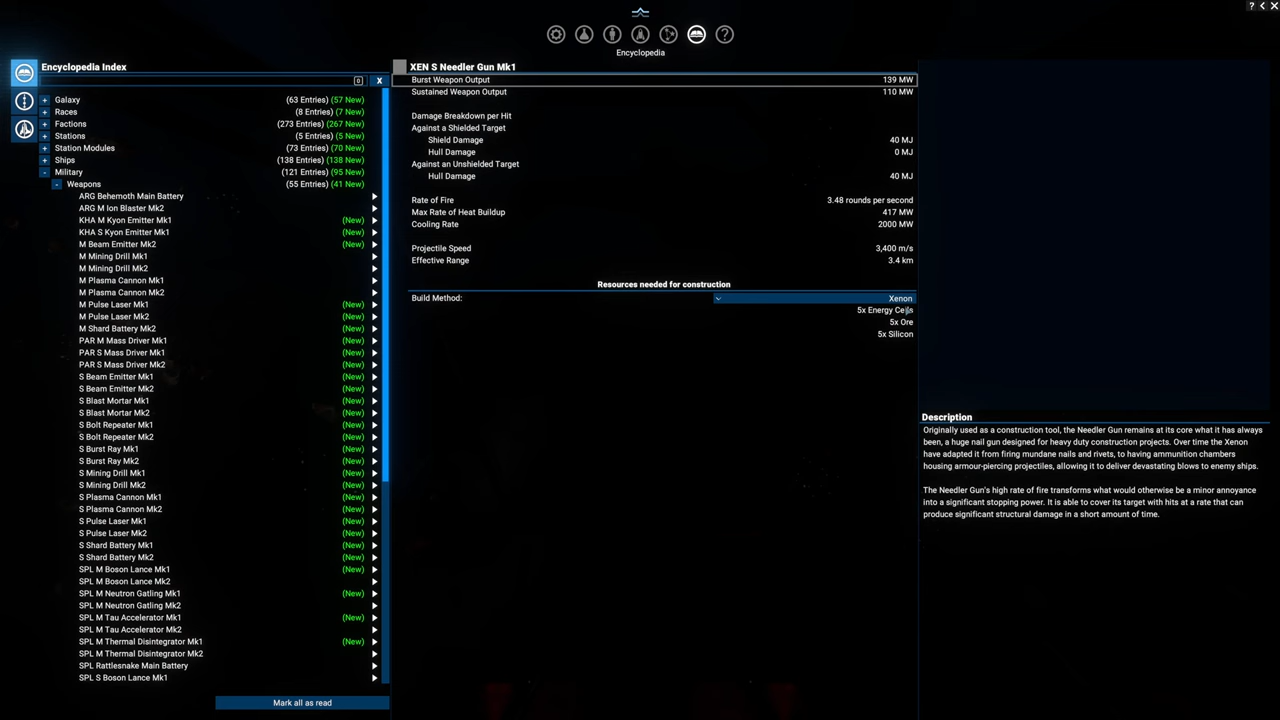 ? < X
Encyclopedia
Encyclopedia Index
X
+ Galaxy (63 Entries) (57 New)
+ Races (8 Entries) (7 New)
+ Factions (273 Entries) (267 New)
+ Stations (5 Entries) (5 New)
+ Station Modules (73 Entries) (70 New)
+ Ships (138 Entries) (138 New)
- Military (121 Entries) (95 New)
- Weapons (55 Entries) (41 New)
ARG Behemoth Main Battery
ARG M Ion Blaster Mk2
KHA M Kyon Emitter Mk1 (New)
KHA S Kyon Emitter Mk1 (New)
M Beam Emitter Mk2 (New)
M Mining Drill Mk1
M Mining Drill Mk2
M Plasma Cannon Mk1
M Plasma Cannon Mk2
M Pulse Laser Mk1 (New)
M Pulse Laser Mk2 (New)
M Shard Battery Mk2 (New)
PAR M Mass Driver Mk1 (New)
PAR S Mass Driver Mk1 (New)
PAR S Mass Driver Mk2 (New)
S Beam Emitter Mk1 (New)
S Beam Emitter Mk2 (New)
S Blast Mortar Mk1 (New)
S Blast Mortar Mk2 (New)
S Bolt Repeater Mk1 (New)
S Bolt Repeater Mk2 (New)
S Burst Ray Mk1 (New)
S Burst Ray Mk2 (New)
S Mining Drill Mk1 (New)
S Mining Drill Mk2 (New)
S Plasma Cannon Mk1 (New)
S Plasma Cannon Mk2 (New)
S Pulse Laser Mk1 (New)
S Pulse Laser Mk2 (New)
S Shard Battery Mk1 (New)
S Shard Battery Mk2 (New)
SPL M Boson Lance Mk1 (New)
SPL M Boson Lance Mk2
SPL M Neutron Gatling Mk1 (New)
SPL M Neutron Gatling Mk2
SPL M Tau Accelerator Mk1 (New)
SPL M Tau Accelerator Mk2
SPL M Thermal Disintegrator Mk1 (New)
SPL M Thermal Disintegrator Mk2
SPL Rattlesnake Main Battery
SPL S Boson Lance Mk1
Mark all as read
XEN S Needler Gun Mk1
Burst Weapon Output 139 MW
Sustained Weapon Output 110 MW
Damage Breakdown per Hit
Against a Shielded Target
Shield Damage 40 MJ
Hull Damage 0 MJ
Against an Unshielded Target
Hull Damage 40 MJ
Rate of Fire 3.48 rounds per second
Max Rate of Heat Buildup 417 MW
Cooling Rate 2000 MW
Projectile Speed 3,400 m/s
Effective Range 3.4 km
Resources needed for construction
Build Method: Xenon
5x Energy Cells
5x Ore
5x Silicon
Description
Originally used as a construction tool, the Needler Gun remains at its core what it has always
been, a huge nail gun designed for heavy duty construction projects. Over time the Xenon
have adapted it from firing mundane nails and rivets, to having ammunition chambers
housing armour-piercing projectiles, allowing it to deliver devastating blows to enemy ships.
The Needler Gun's high rate of fire transforms what would otherwise be a minor annoyance
into a significant stopping power. It is able to cover its target with hits at a rate that can
produce significant structural damage in a short amount of time.